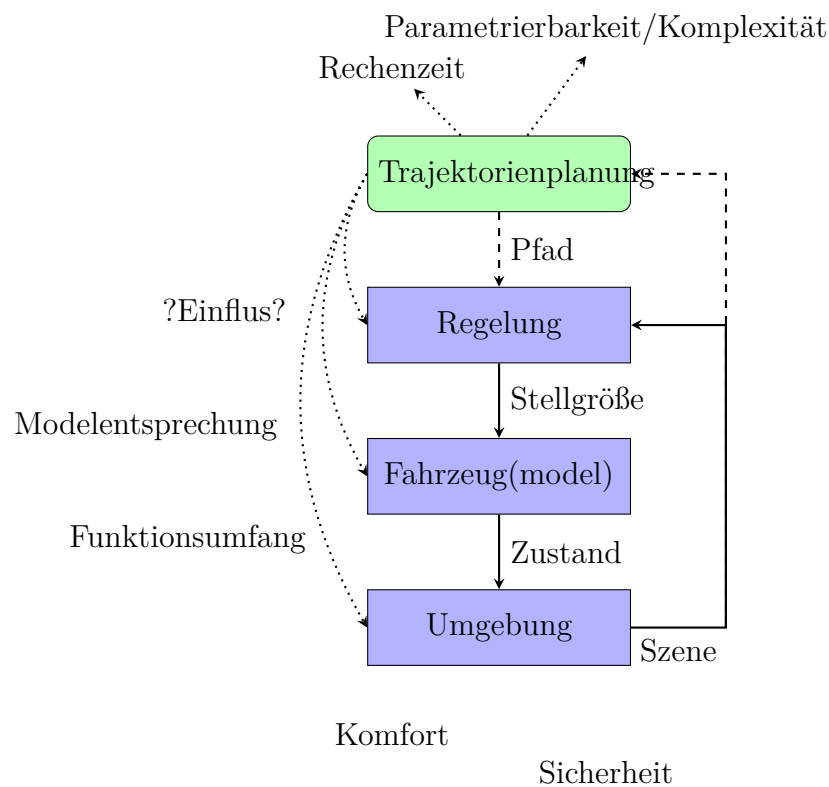 Parametrierbarkeit/Komplexität
Rechenzeit
Trajektorienplanung
Pfad
?Einflus?
Regelung
Stellgröße
Modelentsprechung
Fahrzeug(model)
Funktionsumfang
Zustand
Umgebung
Szene
Komfort
Sicherheit